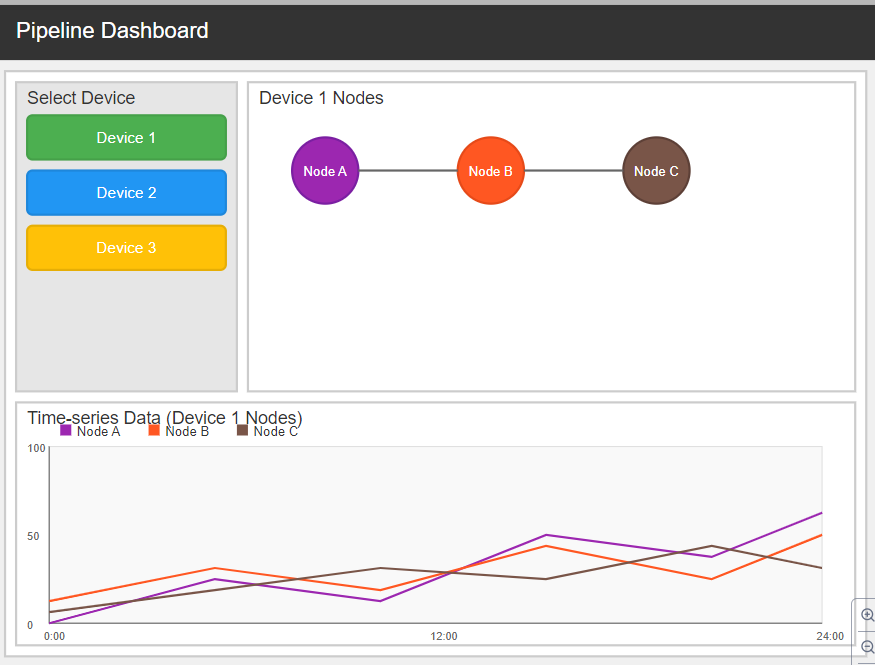 Pipeline Dashboard
Select Device
Device 1
Device 2
Device 3
Device 1 Nodes
Node A
Node B
Node C
Time-series Data (Device 1 Nodes)
Node A Node B Node C
100
50
0
0:00 12:00 24:00